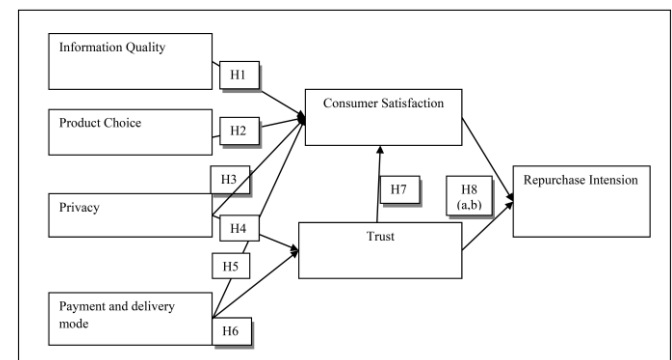 Information Quality
H1
Consumer Satisfaction
Product Choice
H2
H3
H7
H8
(a,b)
Repurchase Intension
Privacy
H4
Trust
H5
Payment and delivery
mode
H6